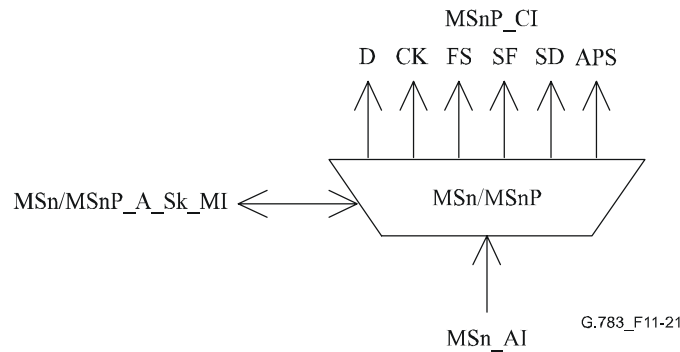 MSnP_CI
D CK FS SF SD APS
MSn/MSnP_A_Sk_MI
MSn/MSnP
MSn_AI
G.783_F11-21